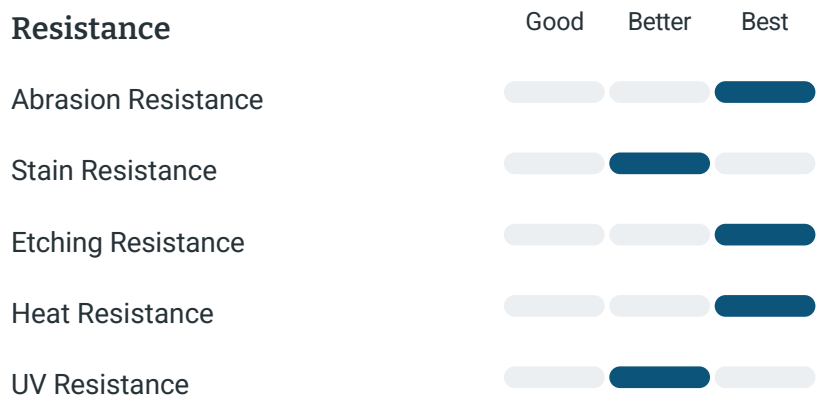 Resistance Good Better Best
Abrasion Resistance
Stain Resistance
Etching Resistance
Heat Resistance
UV Resistance